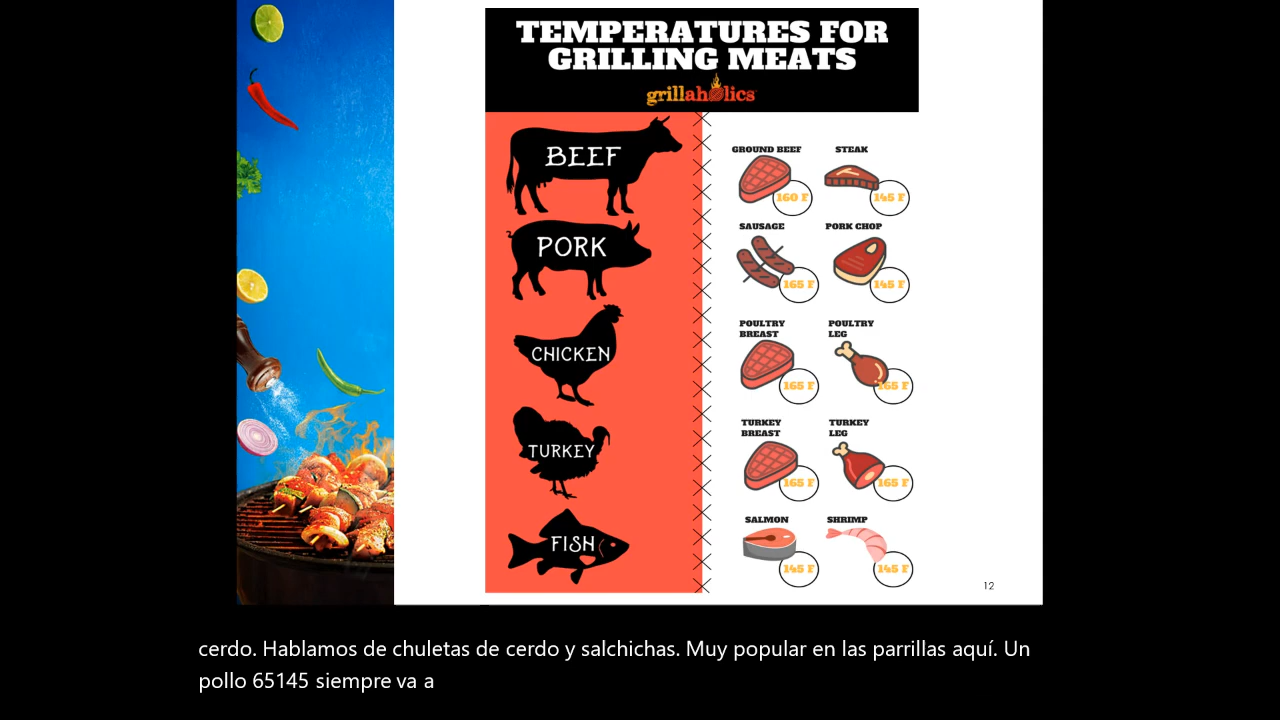 TEMPERATURES FOR
GRILLING MEATS
grillaholics
BEEF
PORK
CHICKEN
TURKEY
FISH
GROUND BEEF STEAK
160 F 145 F
SAUSAGE PORK CHOP
165 F 145 F
POULTRY BREAST
POULTRY LEG
165 F 165 F
TURKEY BREAST
TURKEY LEG
165 F 165 F
SALMON SHRIMP
145 F 145 F
12
cerdo. Hablamos de chuletas de cerdo y salchichas. Muy popular en las parrillas aquí. Un
pollo 65145 siempre va a